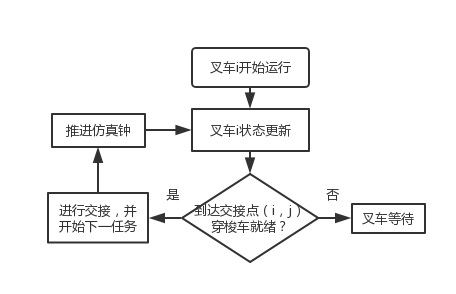 叉车i开始运行
推进仿真钟
叉车i状态更新
是
否
进行交接，并
开始下一任务
到达交接点（i，j）
穿梭车就绪？
叉车等待